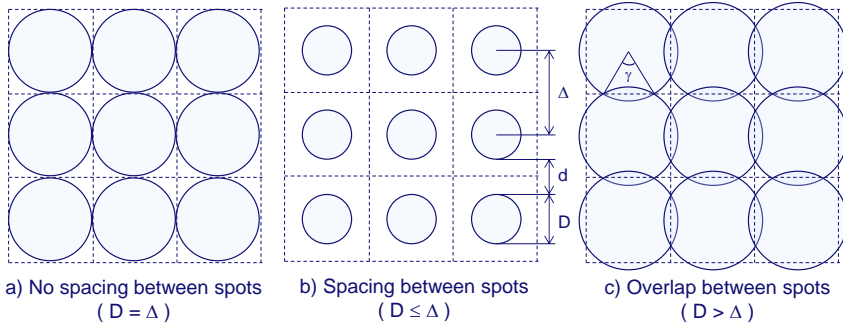 γ
Δ
d
D
a) No spacing between spots
( D = Δ )
b) Spacing between spots
( D ≤ Δ )
c) Overlap between spots
( D > Δ )